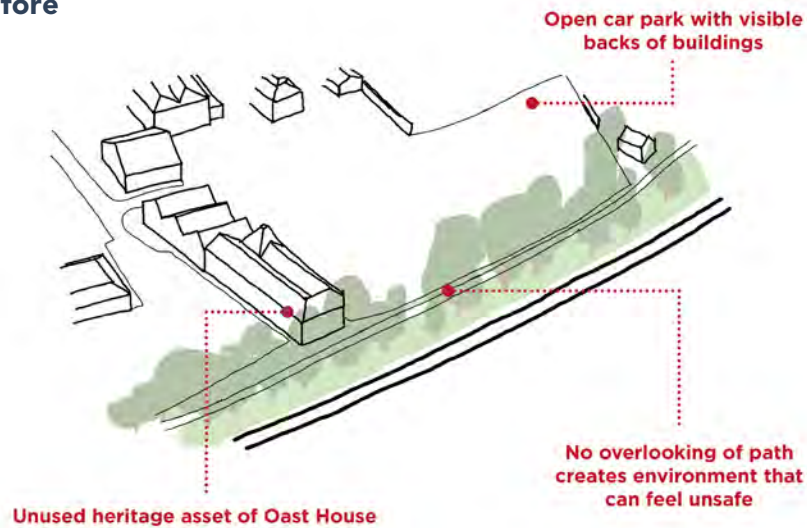 Open car park with visible
backs of buildings
No overlooking of path
creates environment that
can feel unsafe
Unused heritage asset of Oast House